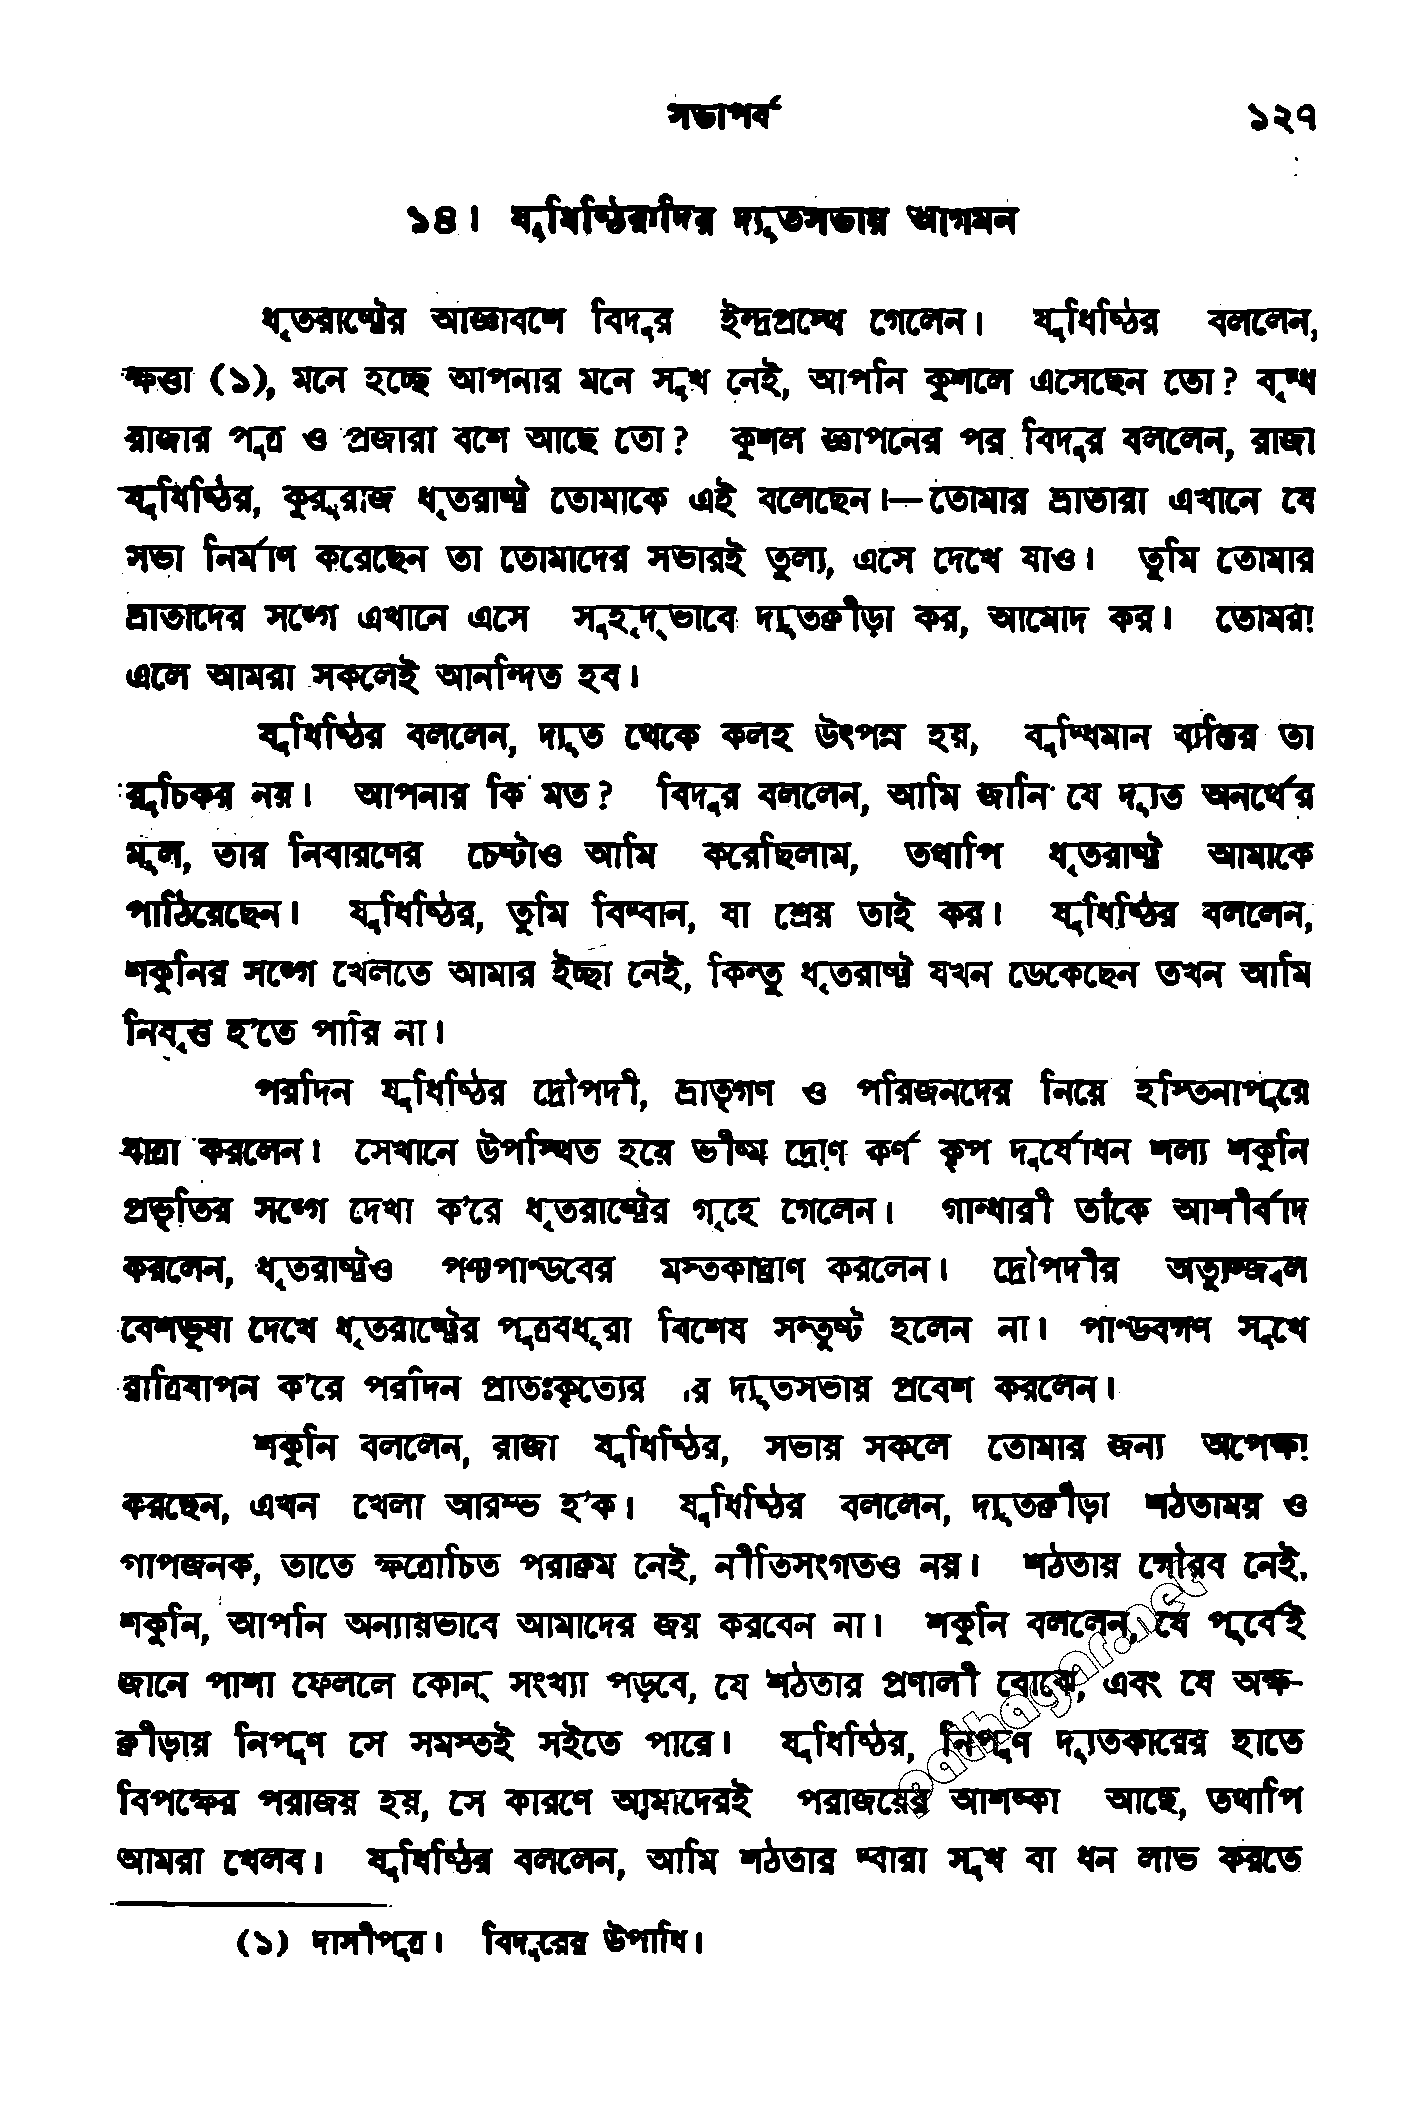 সভাপর্ব ১২৭
১৪। যুধিষ্ঠিরাদির দ্যূতসভায় আগমন
ধৃতরাষ্ট্রের আজ্ঞাবশে বিদুর ইন্দ্রপ্রস্থে গেলেন। যুধিষ্ঠির বললেন,
ক্ষত্তা (১), মনে হচ্ছে আপনার মনে সুখ নেই, আপনি কুশলে এসেছেন তো? বৃদ্ধ
রাজার পুত্র ও প্রজারা বশে আছে তো? কুশল জ্ঞাপনের পর বিদুর বললেন, রাজা
যুধিষ্ঠির, কুরুরাজ ধৃতরাষ্ট্র তোমাকে এই বলেছেন।—তোমার ভ্রাতারা এখানে যে
সভা নির্মাণ করেছেন তা তোমাদের সভারই তুল্য, এসে দেখে যাও। তুমি তোমার
ভ্রাতাদের সঙ্গে এখানে এসে সুহৃদ্‌ভাবে দ্যূতক্রীড়া কর, আমোদ কর। তোমরা
এলে আমরা সকলেই আনন্দিত হব।
যুধিষ্ঠির বললেন, দ্যূত থেকে কলহ উৎপন্ন হয়, বুদ্ধিমান ব্যক্তির তা
রুচিকর নয়। আপনার কি মত? বিদুর বললেন, আমি জানি যে দ্যূত অনর্থের
মূল, তার নিবারণের চেষ্টাও আমি করেছিলাম, তথাপি ধৃতরাষ্ট্র আমাকে
পাঠিয়েছেন। যুধিষ্ঠির, তুমি বিদ্বান, যা শ্রেয় তাই কর। যুধিষ্ঠির বললেন,
শকুনির সঙ্গে খেলতে আমার ইচ্ছা নেই, কিন্তু ধৃতরাষ্ট্র যখন ডেকেছেন তখন আমি
নিবৃত্ত হ'তে পারি না।
পরদিন যুধিষ্ঠির দ্রৌপদী, ভ্রাতৃগণ ও পরিজনদের নিয়ে হস্তিনাপুরে
যাত্রা করলেন। সেখানে উপস্থিত হয়ে ভীষ্ম দ্রোণ কর্ণ কৃপ দুর্যোধন শল্য শকুনি
প্রভৃতির সঙ্গে দেখা ক'রে ধৃতরাষ্ট্রের গৃহে গেলেন। গান্ধারী তাঁকে আশীর্বাদ
করলেন, ধৃতরাষ্ট্রও পঞ্চপাণ্ডবের মস্তকাঘ্রাণ করলেন। দ্রৌপদীর অত্যুজ্জ্বল
বেশভূষা দেখে ধৃতরাষ্ট্রের পুত্রবধূরা বিশেষ সন্তুষ্ট হলেন না। পাণ্ডবগণ সুখে
রাত্রিযাপন ক'রে পরদিন প্রাতঃকৃত্যের র দ্যূতসভায় প্রবেশ করলেন।
শকুনি বললেন, রাজা যুধিষ্ঠির, সভায় সকলে তোমার জন্য অপেক্ষা
করছেন, এখন খেলা আরম্ভ হ'ক। যুধিষ্ঠির বললেন, দ্যূতক্রীড়া শঠতাময় ও
পাপজনক, তাতে ক্ষত্রোচিত পরাক্রম নেই, নীতিসংগতও নয়। শঠতায় গৌরব নেই,
শকুনি, আপনি অন্যায়ভাবে আমাদের জয় করবেন না। শকুনি বললেন, যে পূর্বেই
জানে পাশা ফেললে কোন্ সংখ্যা পড়বে, যে শঠতার প্রণালী বোঝে, এবং যে অক্ষ-
ক্রীড়ায় নিপুণ সে সমস্তই সইতে পারে। যুধিষ্ঠির, নিপুণ দ্যূতকারের হাতে
বিপক্ষের পরাজয় হয়, সে কারণে আমাদেরই পরাজয়ের আশঙ্কা আছে, তথাপি
আমরা খেলব। যুধিষ্ঠির বললেন, আমি শঠতার দ্বারা সুখ বা ধন লাভ করতে
(১) দাসীপুত্র। বিদুরের উপাধি।
pathagar.net